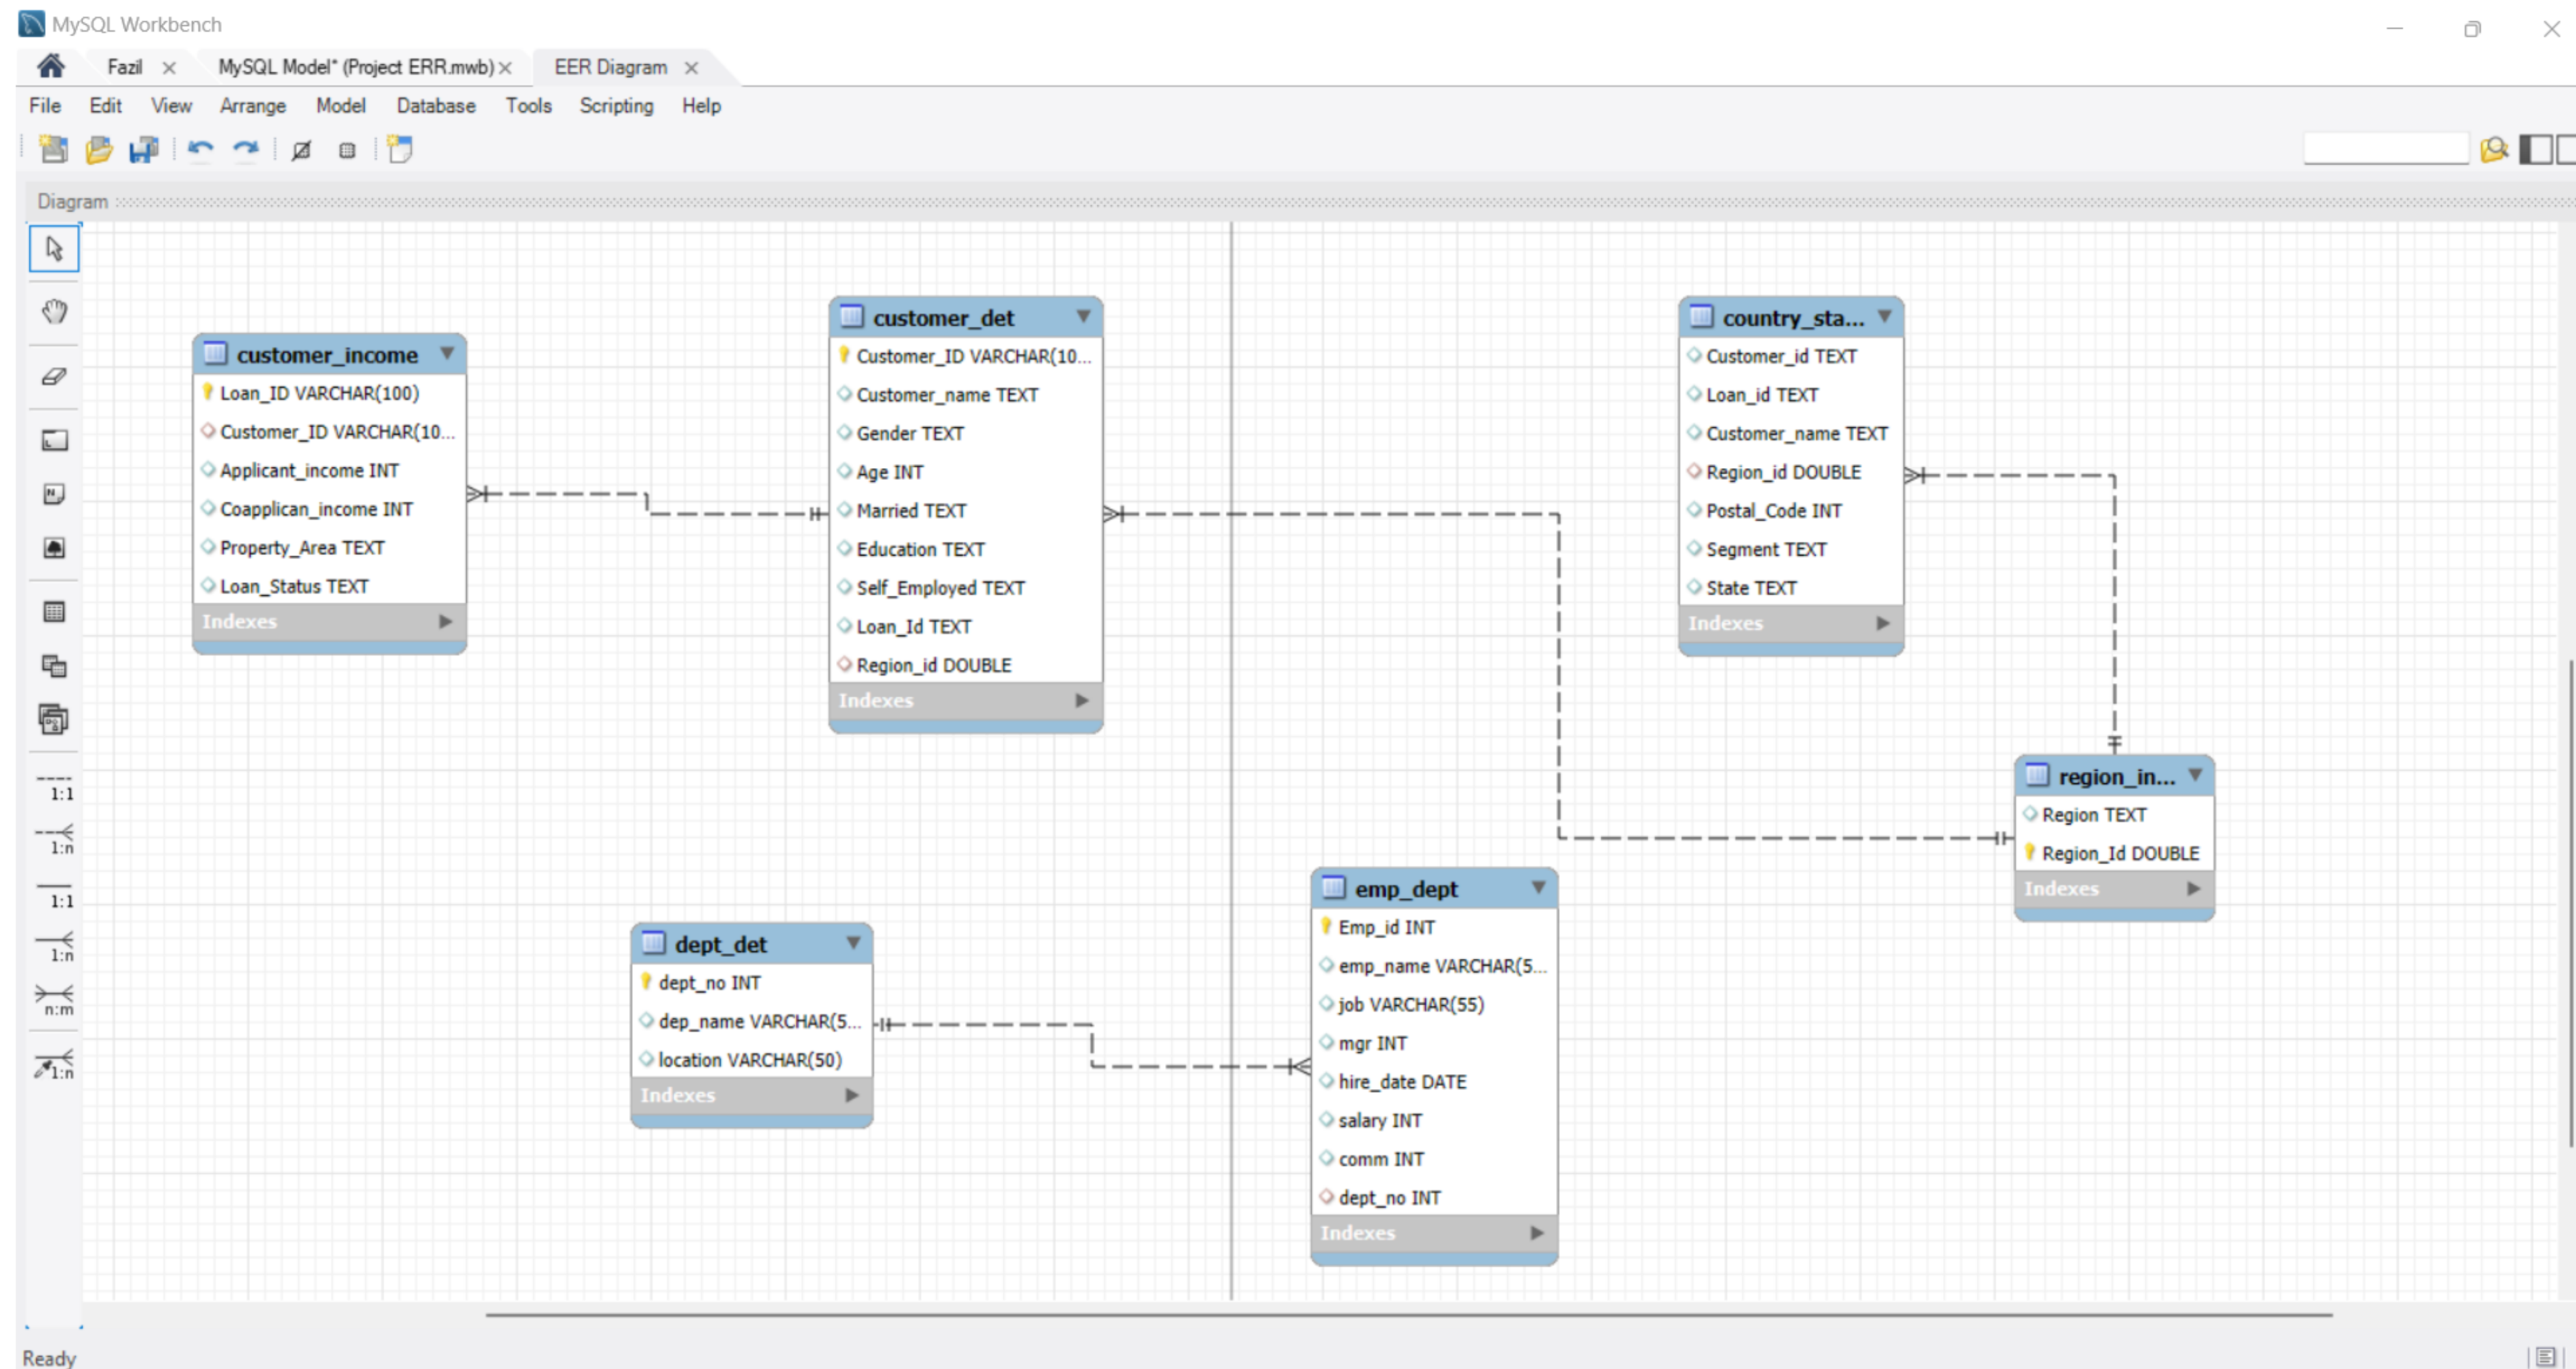 MySQL Workbench
Fazil
MySQL Model* (Project ERR.mwb)
EER Diagram
File Edit View Arrange Model Database Tools Scripting Help
Diagram
customer_income
Loan_ID VARCHAR(100)
Customer_ID VARCHAR(10...
Applicant_income INT
Coapplican_income INT
Property_Area TEXT
Loan_Status TEXT
Indexes
customer_det
Customer_ID VARCHAR(10...
Customer_name TEXT
Gender TEXT
Age INT
Married TEXT
Education TEXT
Self_Employed TEXT
Loan_Id TEXT
Region_id DOUBLE
Indexes
country_sta...
Customer_id TEXT
Loan_id TEXT
Customer_name TEXT
Region_id DOUBLE
Postal_Code INT
Segment TEXT
State TEXT
Indexes
region_in...
Region TEXT
Region_Id DOUBLE
Indexes
dept_det
dept_no INT
dep_name VARCHAR(5...
location VARCHAR(50)
Indexes
emp_dept
Emp_id INT
emp_name VARCHAR(5...
job VARCHAR(55)
mgr INT
hire_date DATE
salary INT
comm INT
dept_no INT
Indexes
1:1
1:n
1:1
1:n
n:m
1:n
Ready